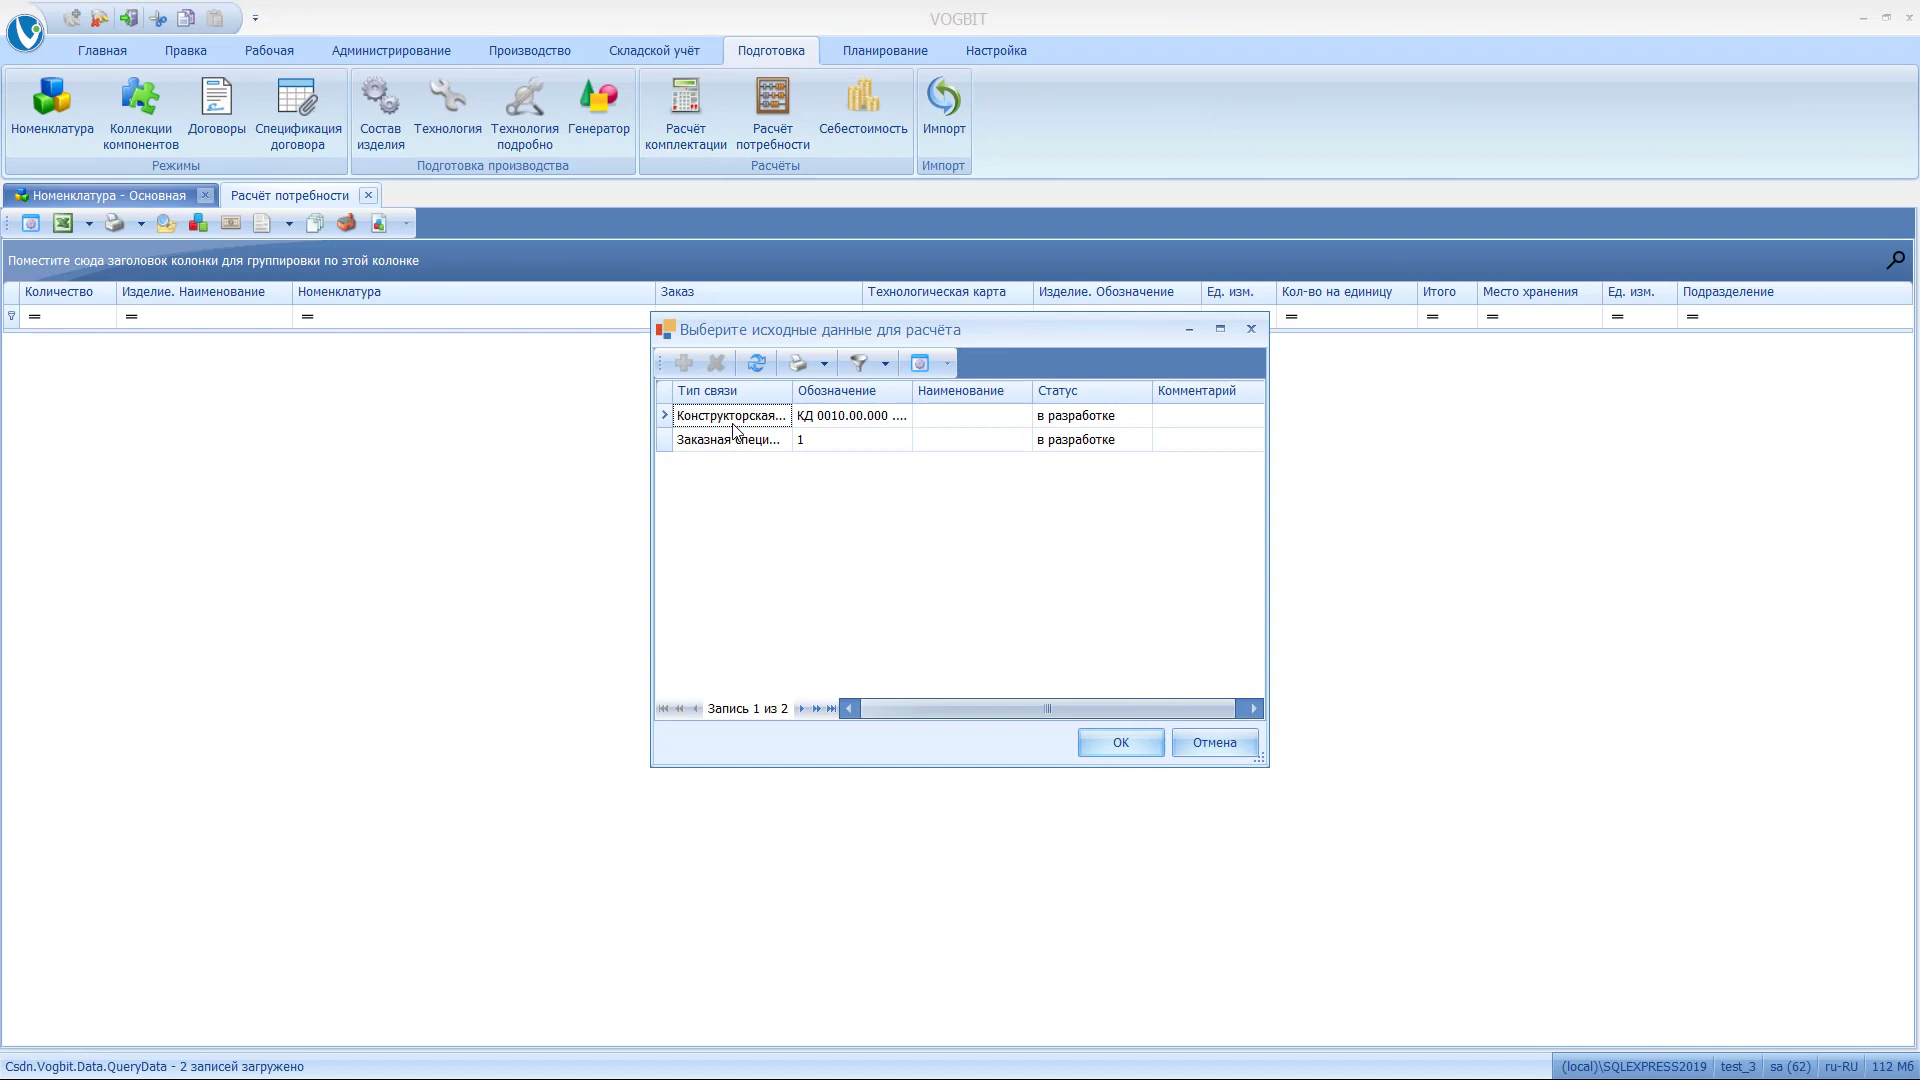 VOGBIT
Главная Правка Рабочая Администрирование Производство Складской учёт Подготовка Планирование Настройка
Номенклатура
Коллекции компонентов
Договоры
Спецификация договора
Состав изделия
Технология
Технология подробно
Генератор
Расчёт комплектации
Расчёт потребности
Себестоимость
Импорт
Режимы Подготовка производства Расчёты Импорт
Номенклатура - Основная Расчёт потребности
Поместите сюда заголовок колонки для группировки по этой колонке
Количество Изделие. Наименование Номенклатура Заказ Технологическая карта Изделие. Обозначение Ед. изм. Кол-во на единицу Итого Место хранения Ед. изм. Подразделение
= = = = = = = =
Выберите исходные данные для расчёта
Тип связи Обозначение Наименование Статус Комментарий
Конструкторская... КД 0010.00.000 .... в разработке
Заказная специ... 1 в разработке
Запись 1 из 2
ОК Отмена
Csdn.Vogbit.Data.QueryData - 2 записей загружено (local)\SQLEXPRESS2019 test_3 sa (62) ru-RU 112 Мб